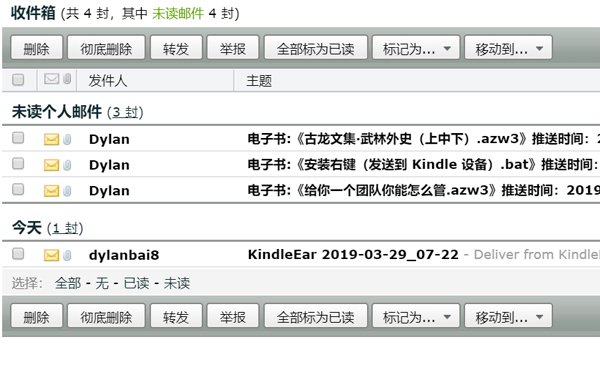 收件箱 (共 4 封，其中 未读邮件 4 封)
删除 彻底删除 转发 举报 全部标为已读 标记为... 移动到...
发件人 主题
未读个人邮件 (3 封)
Dylan 电子书:《古龙文集·武林外史（上中下）.azw3》推送时间：2
Dylan 电子书:《安装右键（发送到 Kindle 设备）.bat》推送时间：
Dylan 电子书:《给你一个团队你能怎么管.azw3》推送时间：2019
今天 (1 封)
dylanbai8 KindleEar 2019-03-29_07-22 - Deliver from Kindle
选择： 全部 - 无 - 已读 - 未读
删除 彻底删除 转发 举报 全部标为已读 标记为... 移动到...